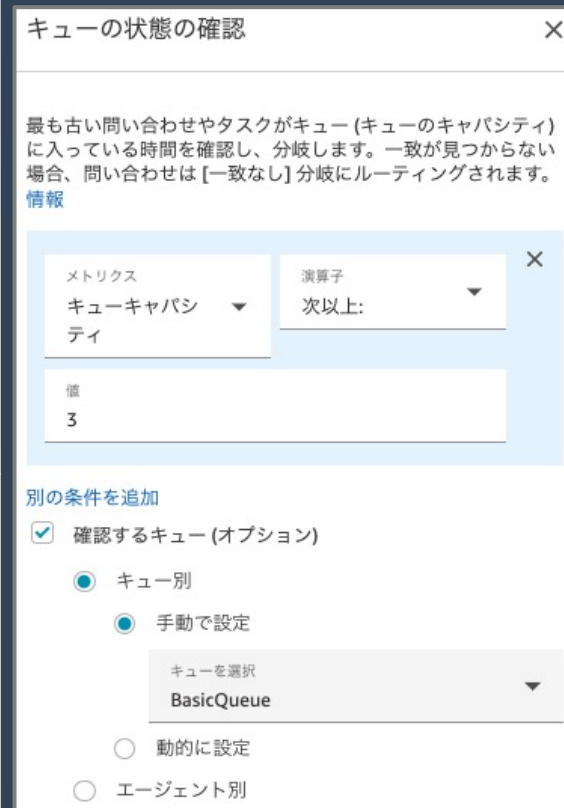 キューの状態の確認
最も古い問い合わせやタスクがキュー (キューのキャパシティ)
に入っている時間を確認し、分岐します。一致が見つからない
場合、問い合わせは [一致なし] 分岐にルーティングされます。
情報
メトリクス
キューキャパシ
ティ
演算子
次以上:
値
3
別の条件を追加
確認するキュー (オプション)
キュー別
手動で設定
キューを選択
BasicQueue
動的に設定
エージェント別